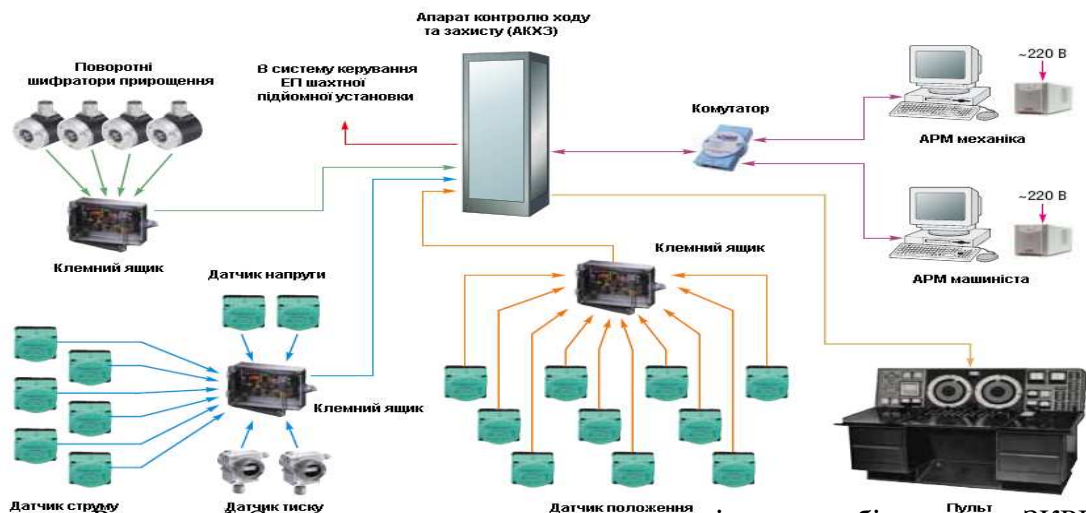 Апарат контролю ходу
та захисту (АКХЗ)
Поворотні
шифратори прирощення
В систему керування
ЕП шахтної
підйомної установки
Комутатор
~220 В
АРМ механіка
~220 В
АРМ машиніста
Клемний ящик
Датчик напруги
Клемний ящик
Клемний ящик
Датчик струму
Датчик тиску
Датчик положення
Пульт